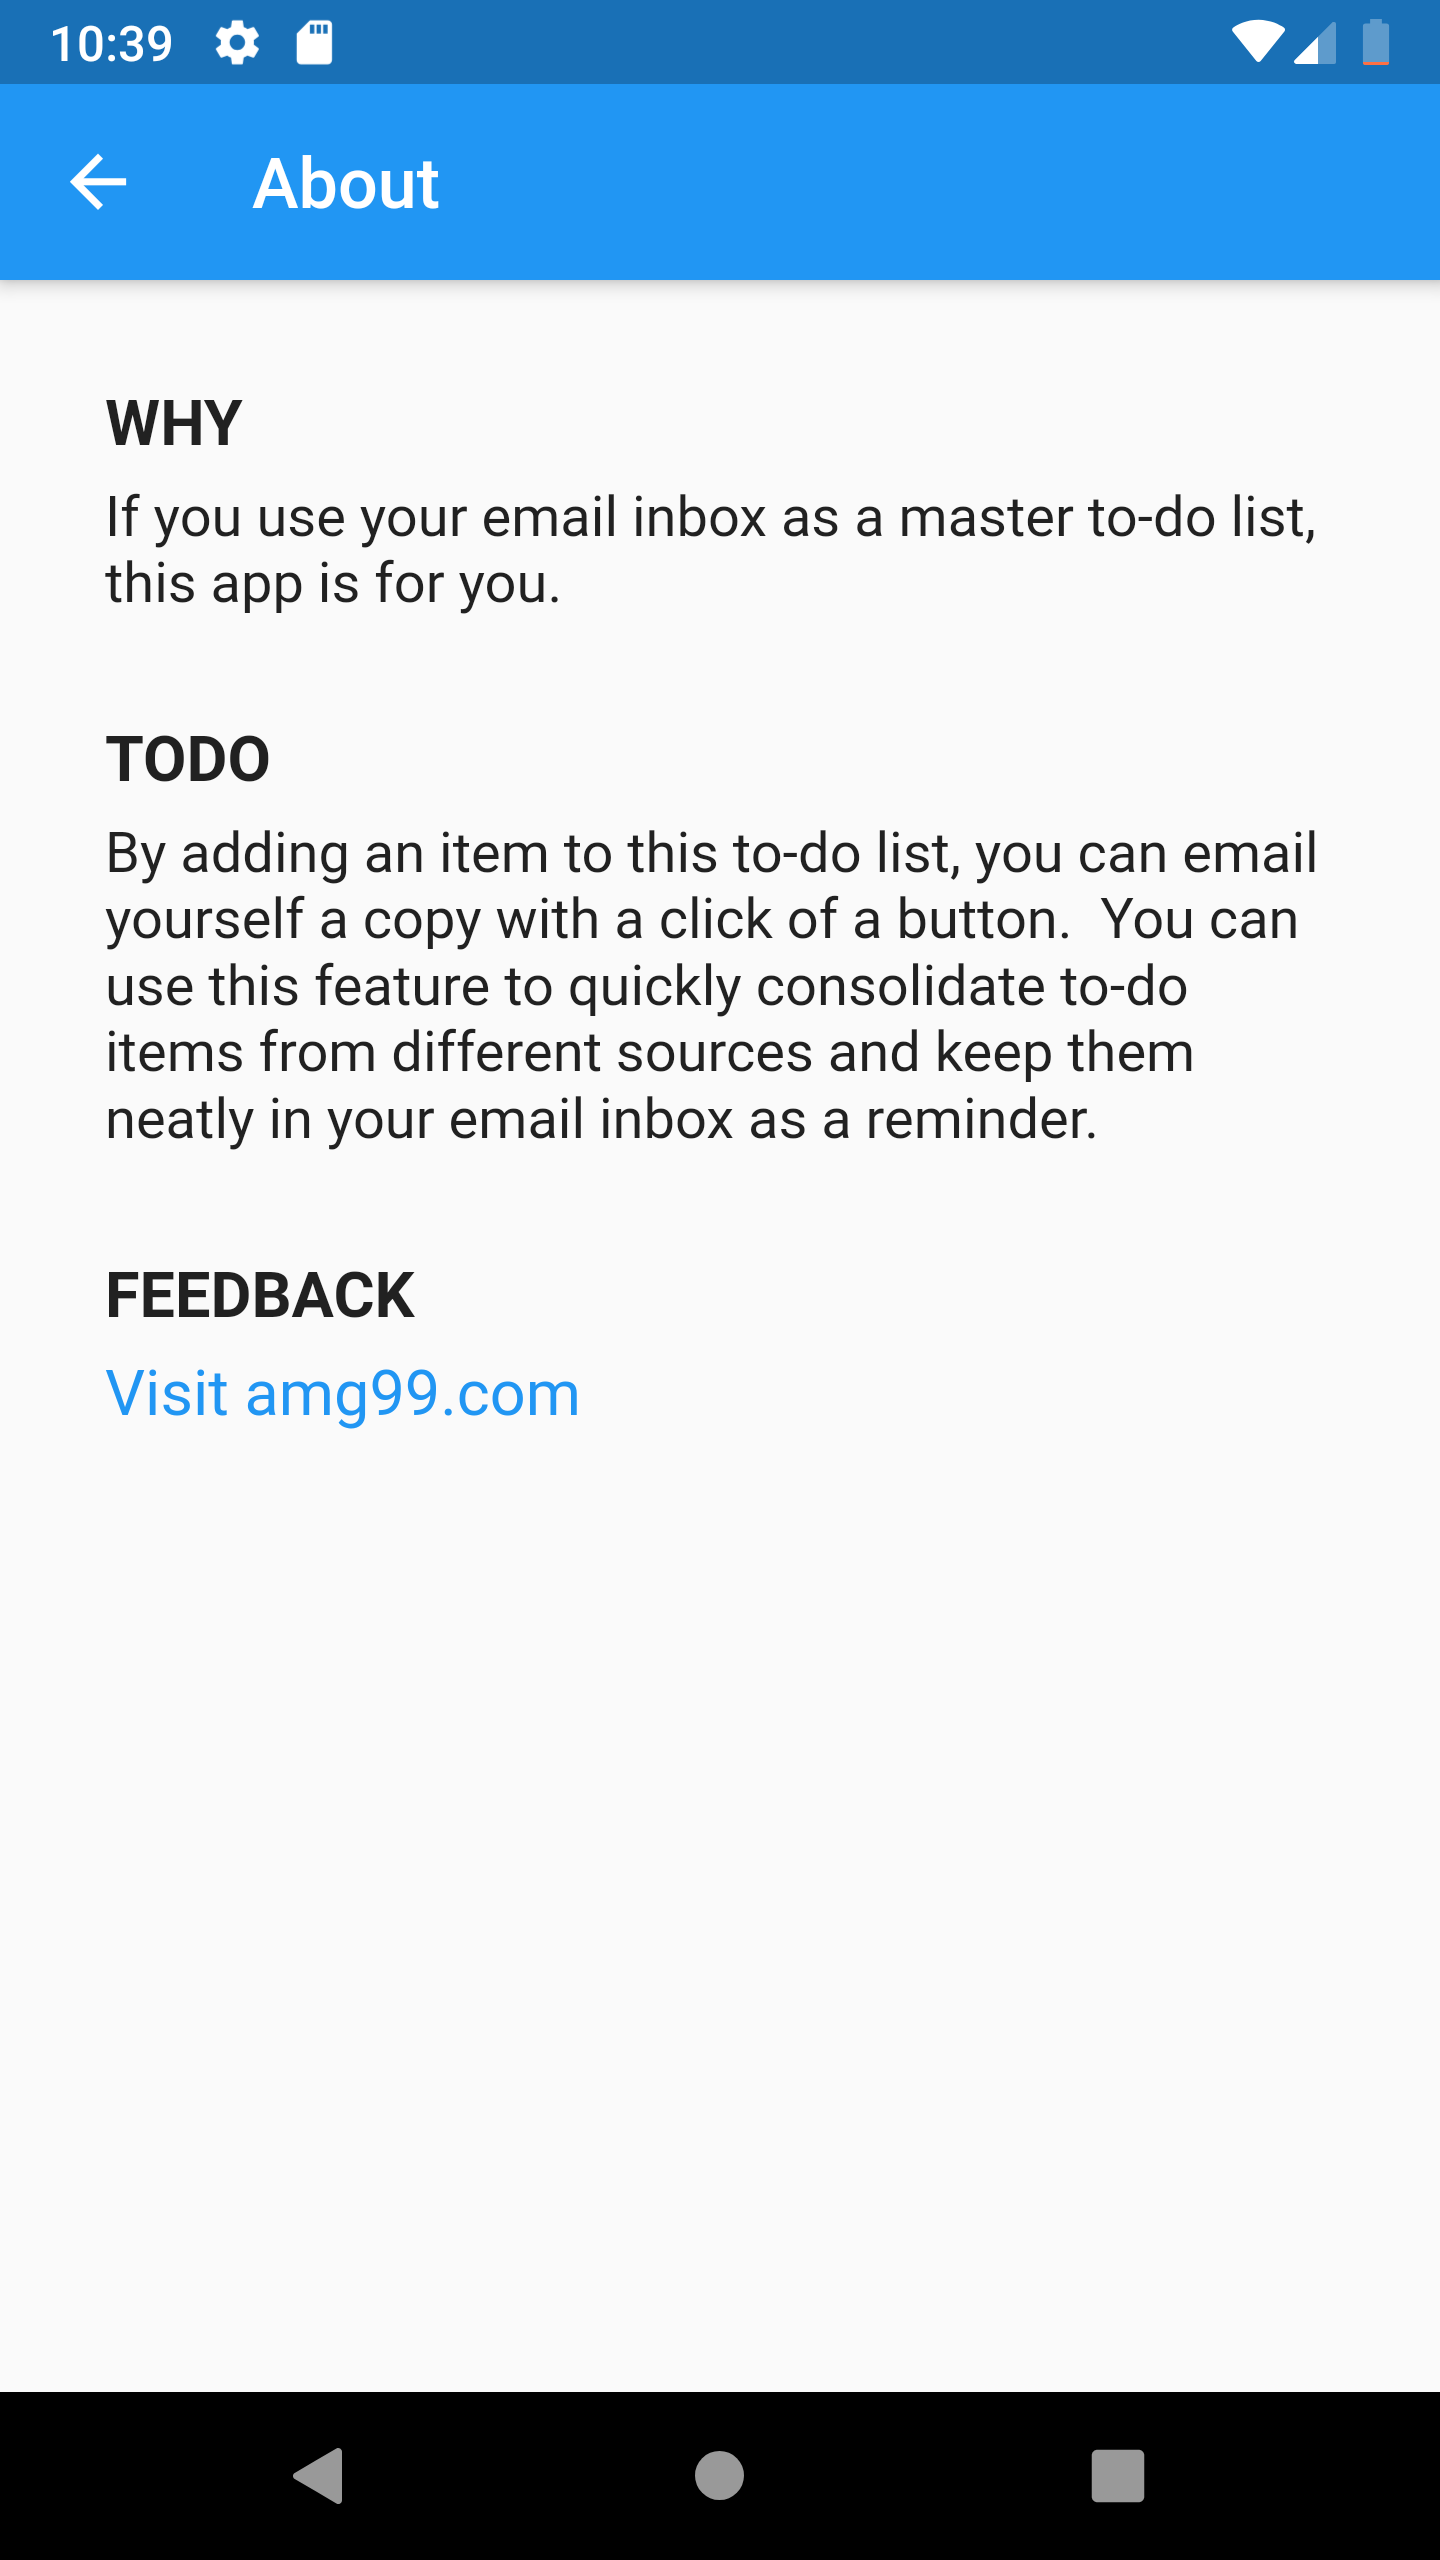 10:39
About
WHY
If you use your email inbox as a master to-do list,
this app is for you.
TODO
By adding an item to this to-do list, you can email
yourself a copy with a click of a button.  You can
use this feature to quickly consolidate to-do
items from different sources and keep them
neatly in your email inbox as a reminder.
FEEDBACK
Visit amg99.com